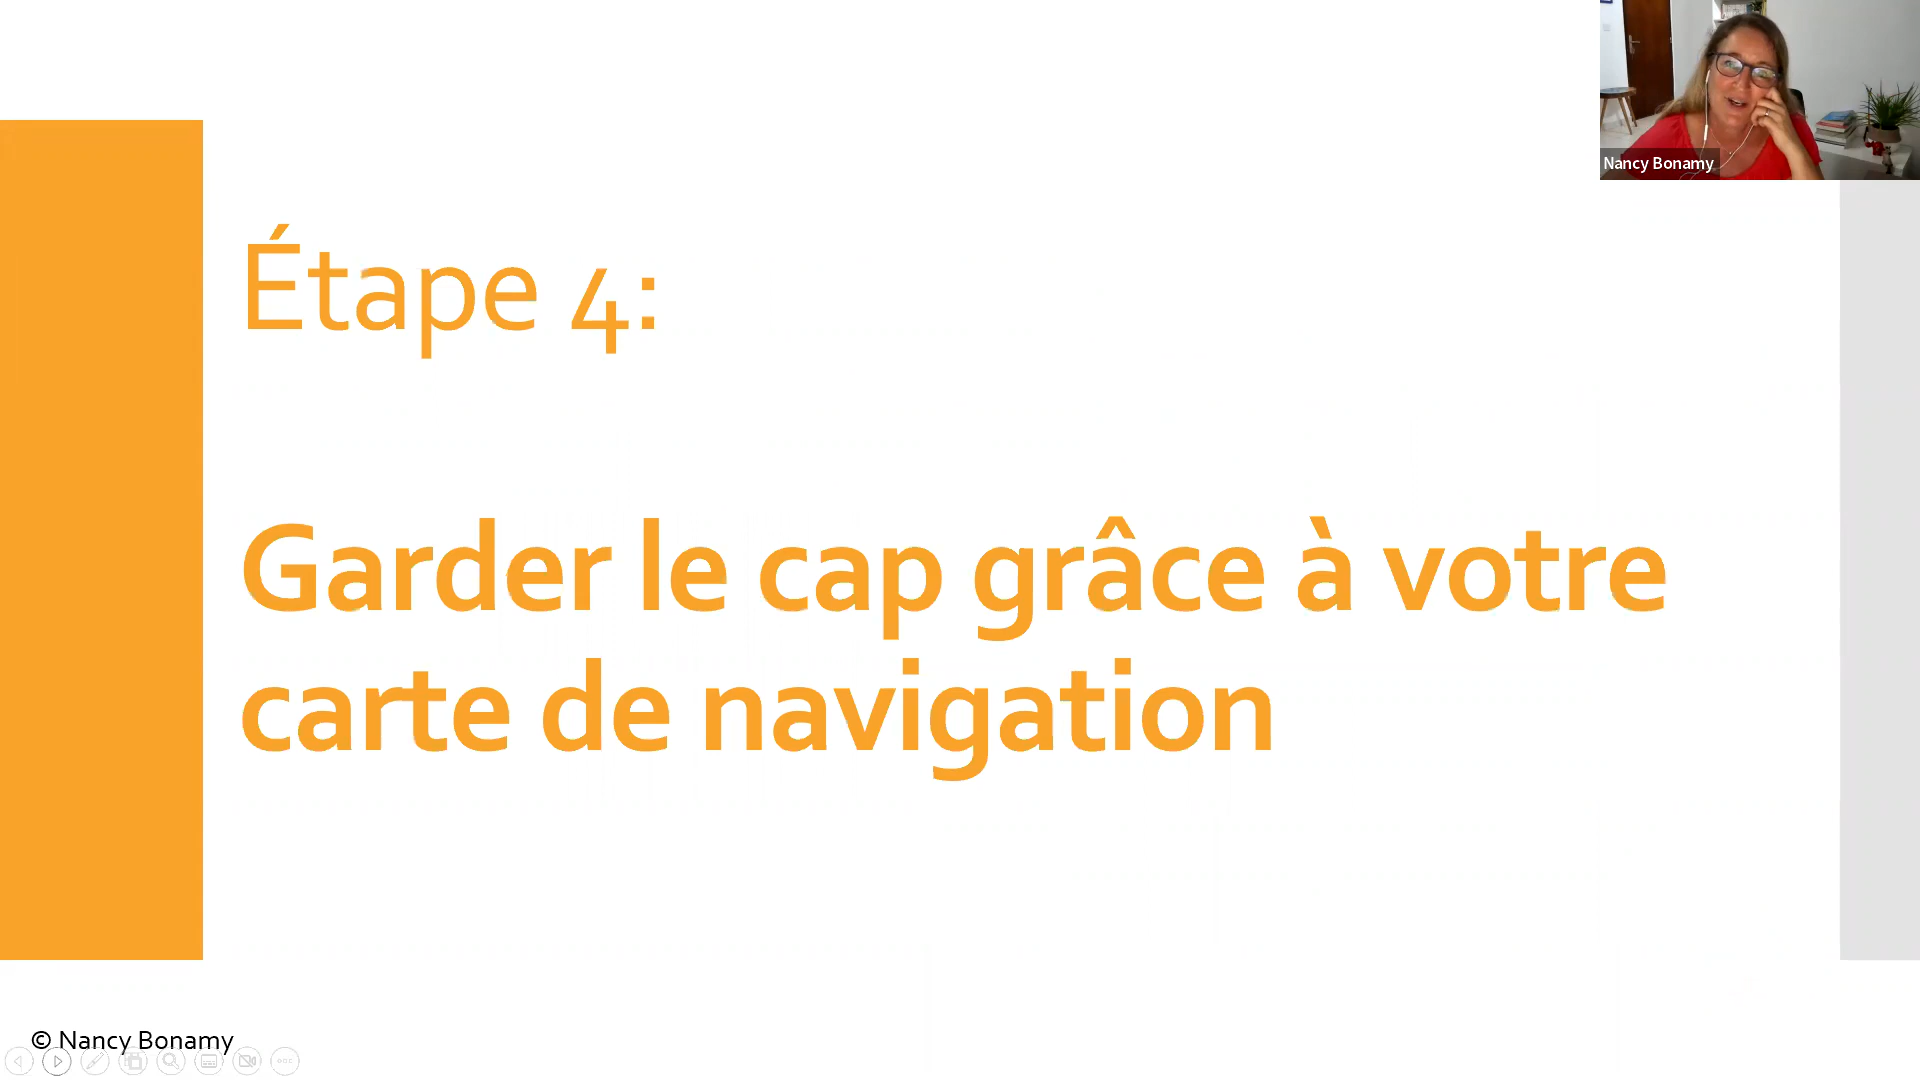 Nancy Bonamy
Étape 4:
Garder le cap grâce à votre
carte de navigation
© Nancy Bonamy